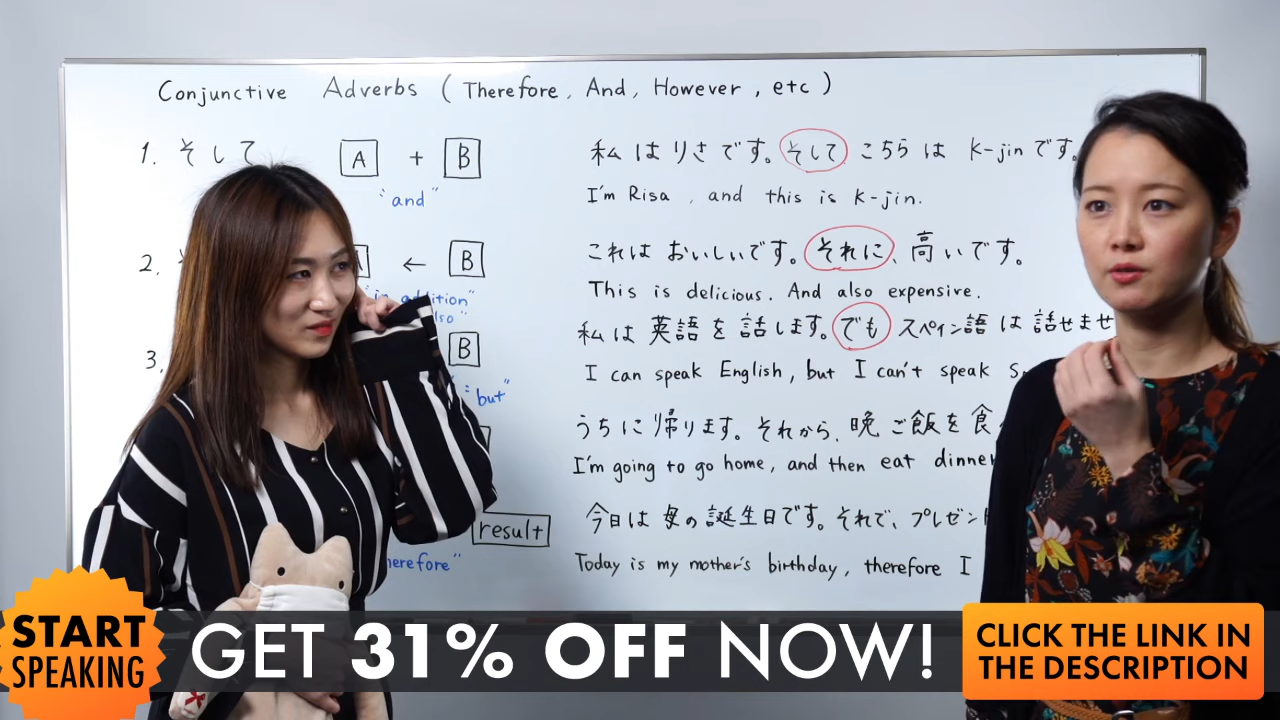 Conjunctive Adverbs (Therefore, And, However, etc)
1. そして A + B
"and"
私はりさです。そして こちらは K-jinです。
I'm Risa, and this is K-jin.
2. ← B
"in addition"
これは おいしいです。それに、高いです。
This is delicious. And also expensive.
3. B
"but"
私は 英語を 話します。でも スペイン語は 話せませ
I can speak English, but I can't speak
うちに帰ります。それから、晩ご飯を食
I'm going to go home, and then eat dinner
result
今日は 母の誕生日です。それで、プレゼン
Today is my mother's birthday, therefore I
START
SPEAKING
GET 31% OFF NOW!
CLICK THE LINK IN
THE DESCRIPTION